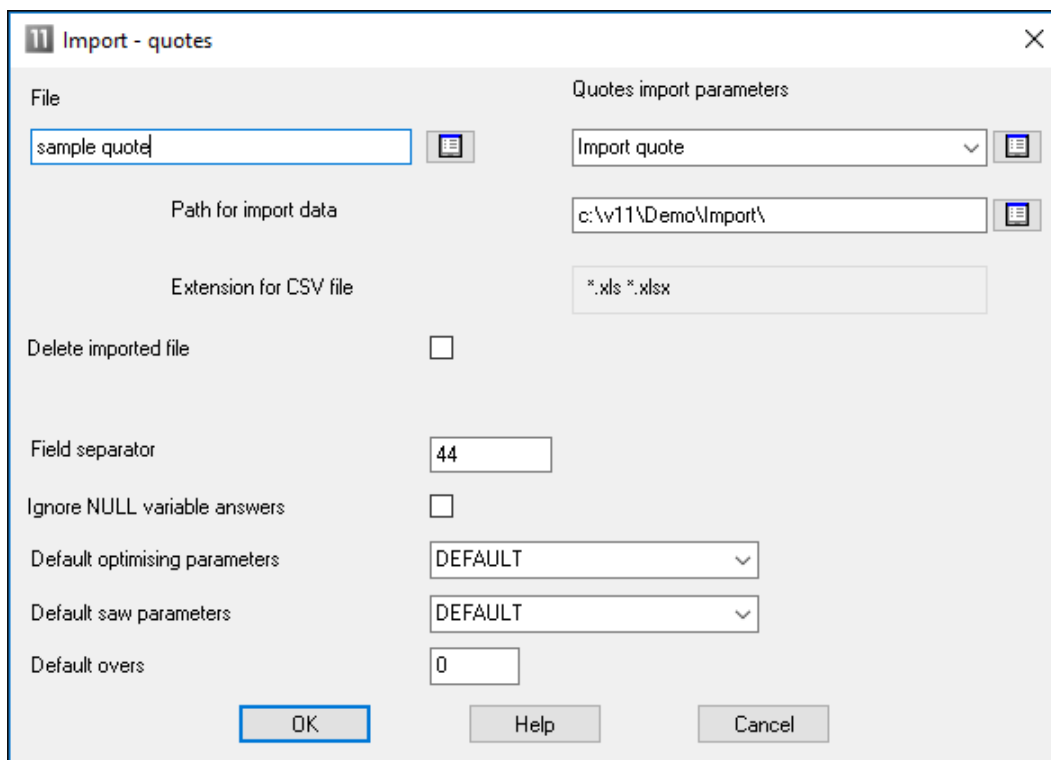 11 Import - quotes
File
Quotes import parameters
sample quote
Import quote
Path for import data
c:\v11\Demo\Import\
Extension for CSV file
*.xls *.xlsx
Delete imported file
Field separator
44
Ignore NULL variable answers
Default optimising parameters
DEFAULT
Default saw parameters
DEFAULT
Default overs
0
OK Help Cancel